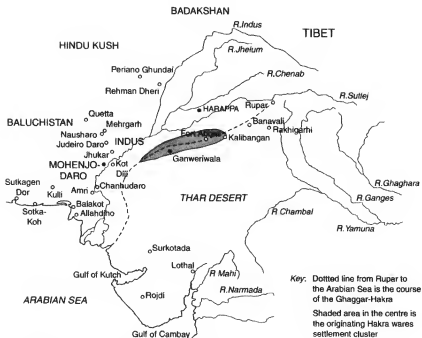 BADAKSHAN
R.Indus
TIBET
HINDU KUSH
R.Jhelum
Periano Ghundai
R.Chenab
Rehman Dheri
HARAPPA
Rupar
R.Sutlej
Quetta
BALUCHISTAN
Mehrgarh
Banavali
Nausharo
INDUS
Rakhigarhi
Judeiro Daro
Fort Abbas
Kalibangan
Jhukar
Ganweriwala
MOHENJO-
DARO
Kot
Diji
R.Ghaghara
Sutkagen
Dor
Kulli
Amri
Chanhudaro
THAR DESERT
R.Ganges
Sotka-
Koh
Balakot
Allahdino
R Chambal
R.Yamuna
Surkotada
Lothal
R Mahi
Gulf of Kutch
R.Narmada
ARABIAN SEA
Rojdi
Gulf of Cambay
Key: Dotted line from Rupar to
the Arabian Sea is the course
of the Ghaggar-Hakra
Shaded area in the centre is
the originating Hakra wares
settlement cluster